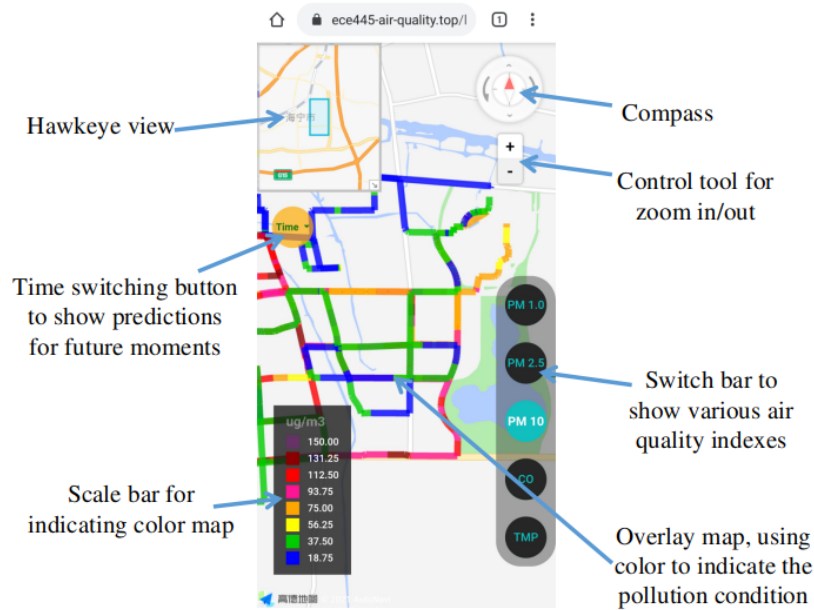 ece445-air-quality.top/l
1
Hawkeye view
海宁市
Compass
+
-
Control tool for
zoom in/out
Time
Time switching button
to show predictions
for future moments
PM 1.0
PM 2.5
PM 10
CO
TMP
Switch bar to
show various air
quality indexes
ug/m3
150.00
131.25
112.50
93.75
75.00
56.25
37.50
18.75
Scale bar for
indicating color map
Overlay map, using
color to indicate the
pollution condition
高德地圖